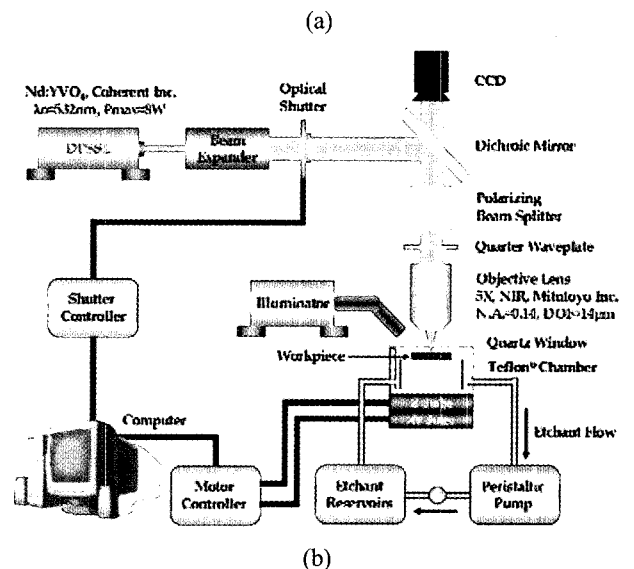 (a)
Nd:YVO₄, Coherent Inc.
λ₀=532nm, Pmax=8W
DPSSL
Beam
Expander
Optical
Shutter
CCD
Dichroic Mirror
Polarizing
Beam Splitter
Quarter Waveplate
Objective Lens
5X, NIR, Mitutoyo Inc.
N.A.=0.14, DOF=14μm
Shutter
Controller
Illuminator
Quartz Window
Workpiece
Teflon® Chamber
Computer
Etchant Flow
Motor
Controller
Etchant
Reservoirs
Peristaltic
Pump
(b)